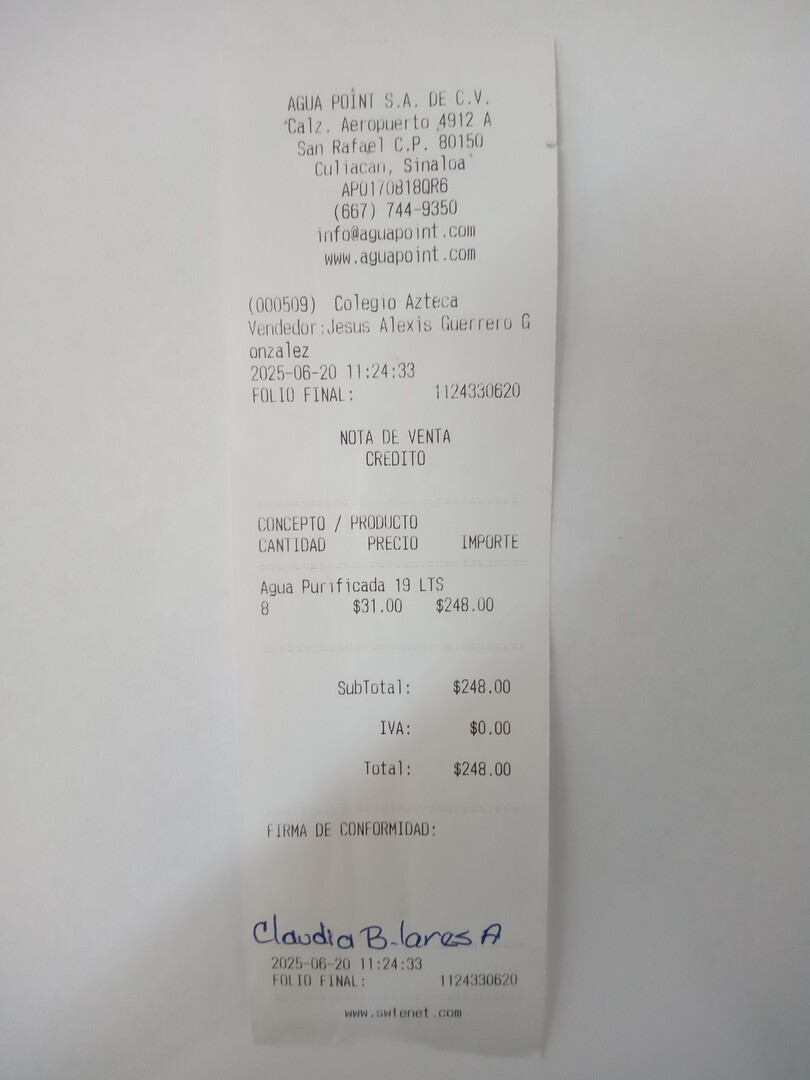 AGUA POINT S.A. DE C.V.
Calz. Aeropuerto 4912 A
San Rafael C.P. 80150
Culiacan, Sinaloa
APO170818QR6
(667) 744-9350
info@aguapoint.com
www.aguapoint.com
(000509) Colegio Azteca
Vendedor:Jesus Alexis Guerrero G
onzalez
2025-06-20 11:24:33
FOLIO FINAL: 1124330620
NOTA DE VENTA
CREDITO
CONCEPTO / PRODUCTO
CANTIDAD PRECIO IMPORTE
Agua Purificada 19 LTS
8 $31.00 $248.00
SubTotal: $248.00
IVA: $0.00
Total: $248.00
FIRMA DE CONFORMIDAD:
Claudia B-lares A
2025-06-20 11:24:33
FOLIO FINAL: 1124330620
www.swtenet.com